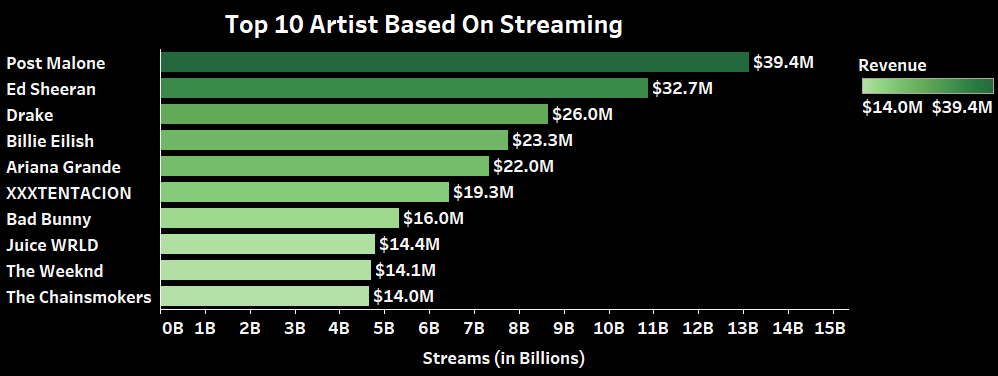 Top 10 Artist Based On Streaming
Post Malone $39.4M
Ed Sheeran $32.7M
Drake $26.0M
Billie Eilish $23.3M
Ariana Grande $22.0M
XXXTENTACION $19.3M
Bad Bunny $16.0M
Juice WRLD $14.4M
The Weeknd $14.1M
The Chainsmokers $14.0M
0B 1B 2B 3B 4B 5B 6B 7B 8B 9B 10B 11B 12B 13B 14B 15B
Streams (in Billions)
Revenue
$14.0M $39.4M